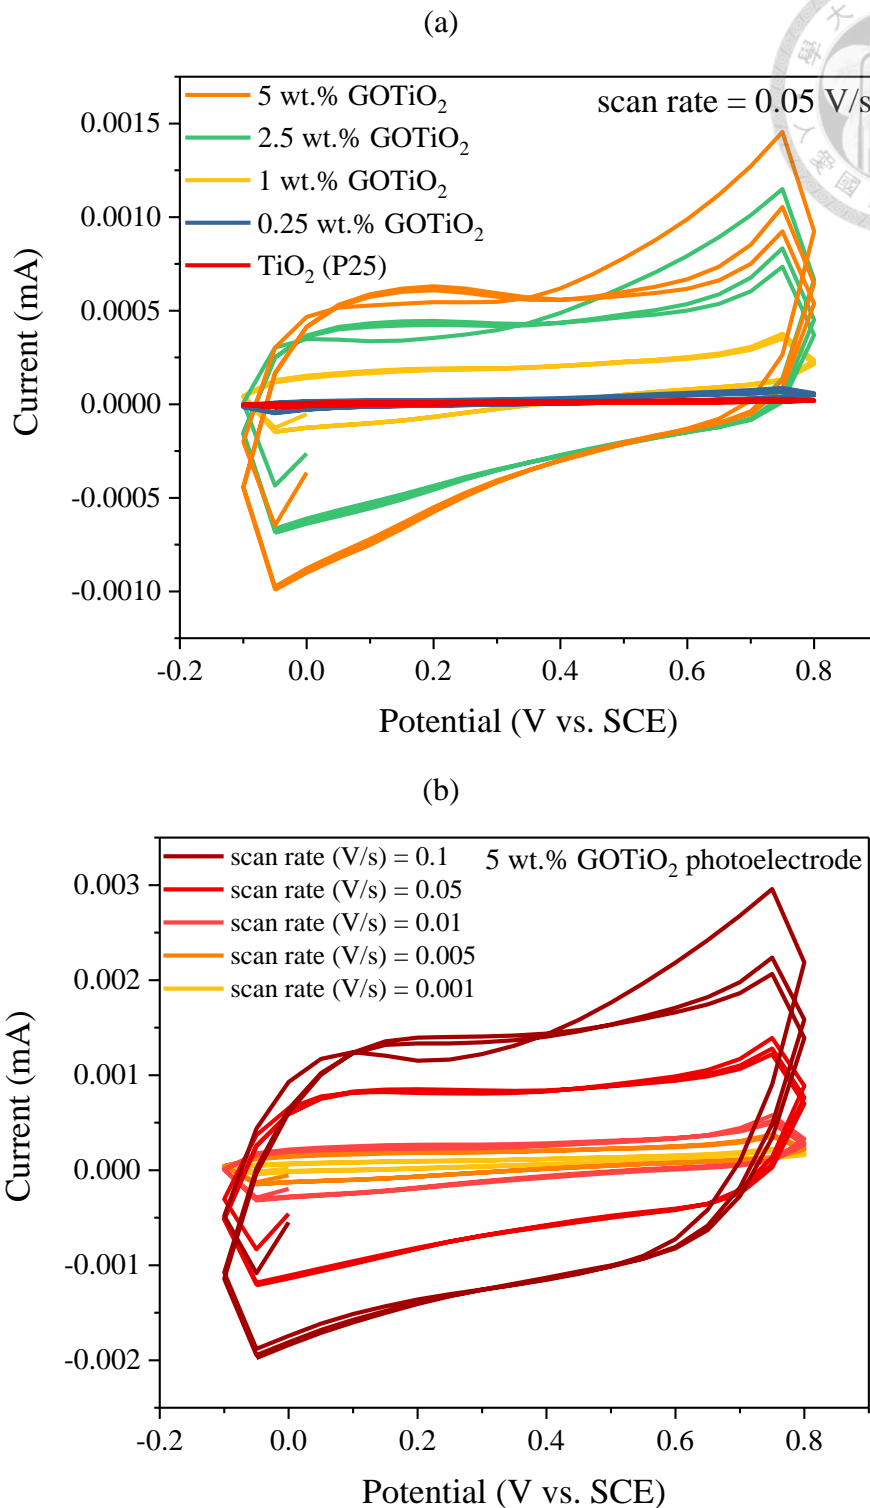 (a)
5 wt.% GOTiO₂
2.5 wt.% GOTiO₂
1 wt.% GOTiO₂
0.25 wt.% GOTiO₂
TiO₂ (P25)
scan rate = 0.05 V/s
大
學
人
愛
國
0.0015
0.0010
0.0005
0.0000
-0.0005
-0.0010
Current (mA)
-0.2 0.0 0.2 0.4 0.6 0.8
Potential (V vs. SCE)
(b)
scan rate (V/s) = 0.1
scan rate (V/s) = 0.05
scan rate (V/s) = 0.01
scan rate (V/s) = 0.005
scan rate (V/s) = 0.001
5 wt.% GOTiO₂ photoelectrode
0.003
0.002
0.001
0.000
-0.001
-0.002
Current (mA)
-0.2 0.0 0.2 0.4 0.6 0.8
Potential (V vs. SCE)